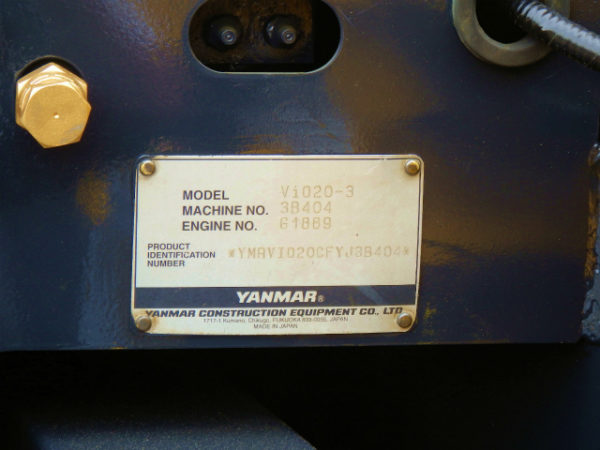 MODEL Vi020-3
MACHINE NO. 3B404
ENGINE NO. G1869
PRODUCT
IDENTIFICATION
NUMBER
*YMRVI020CFYJ3B404*
YANMAR®
YANMAR CONSTRUCTION EQUIPMENT CO., LTD.
MADE IN JAPAN